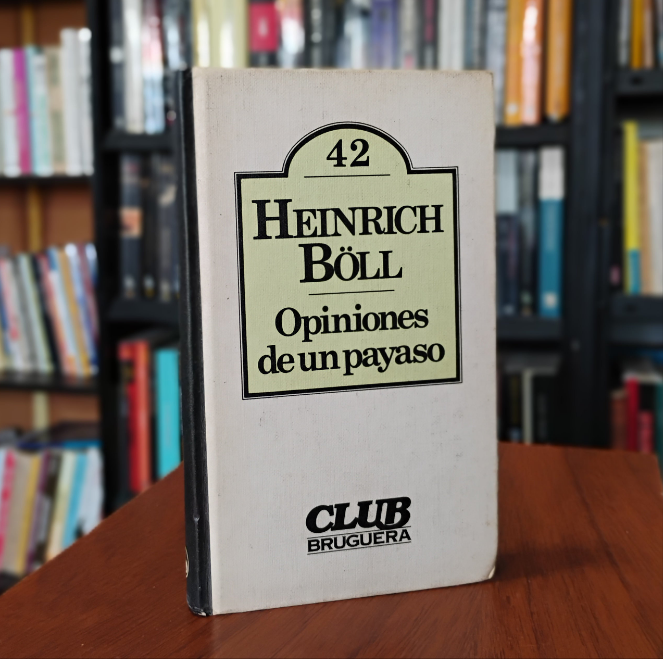 42
HEINRICH
BÖLL
Opiniones
de un payaso
CLUB
BRUGUERA